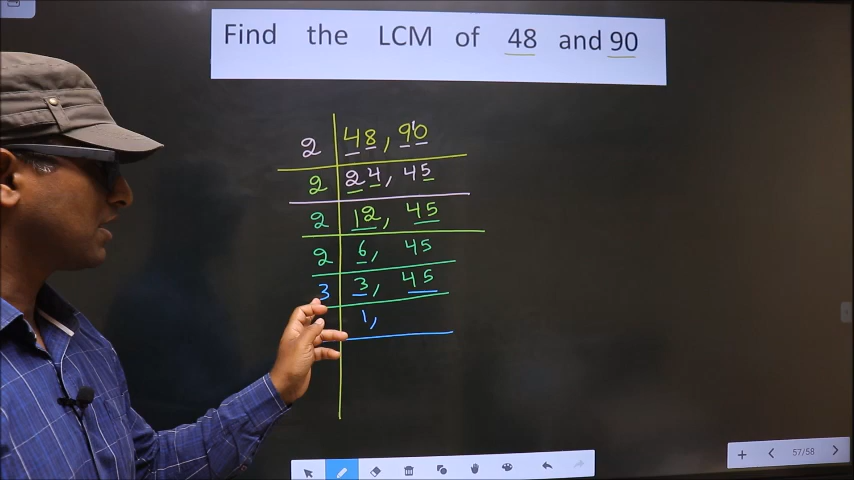 Find the LCM of 48 and 90
2 48, 90
2 24, 45
2 12, 45
2 6, 45
3 3, 45
1,
57/58